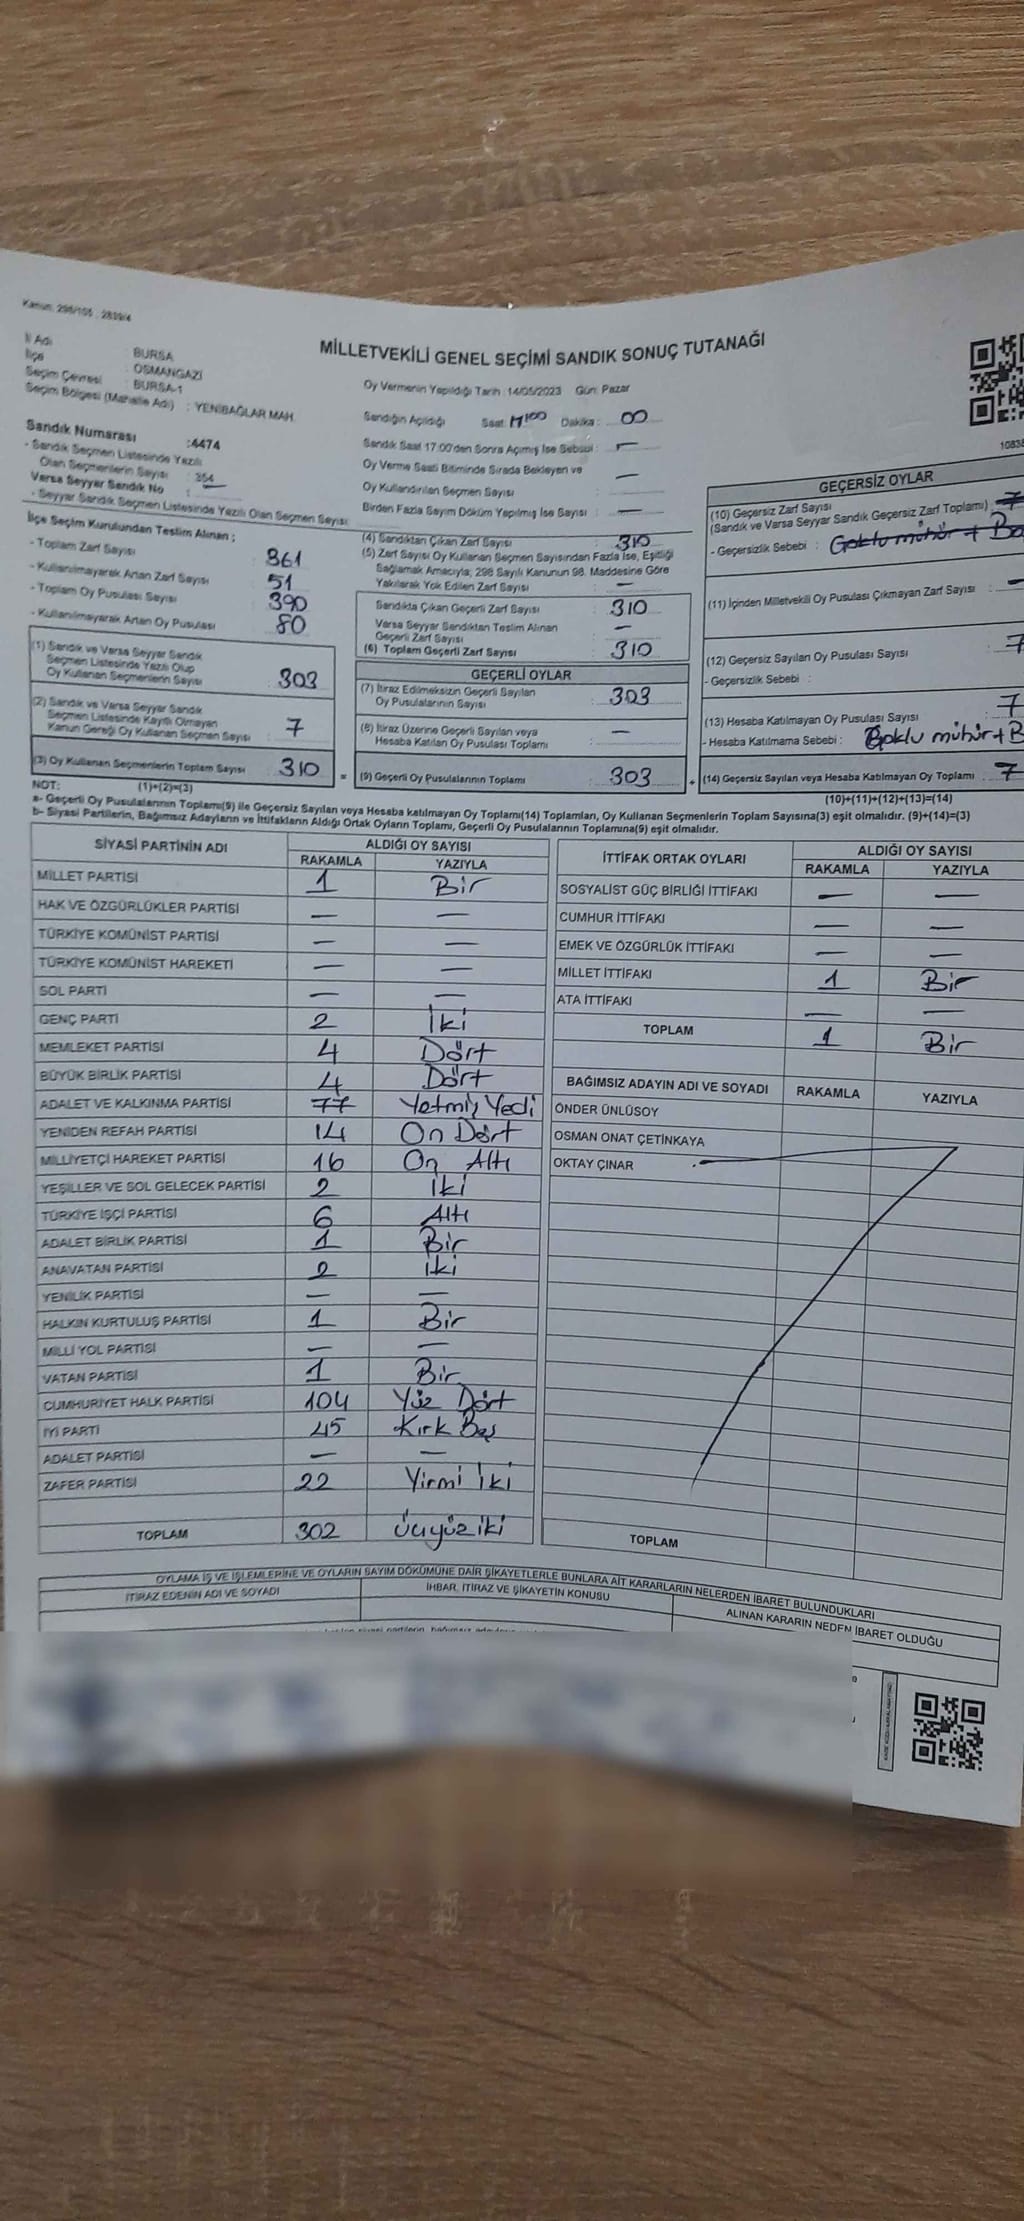 Kanun: 298/105 : 2839/4
MİLLETVEKİLİ GENEL SEÇİMİ SANDIK SONUÇ TUTANAĞI
İl Adı : BURSA
İlçe : OSMANGAZİ
Seçim Çevresi : BURSA-1
Seçim Bölgesi (Mahalle Adı) : YENİBAĞLAR MAH.
Sandık Numarası :4474
- Sandık Seçmen Listesinde Yazılı
Olan Seçmenlerin Sayısı : 354
Varsa Seyyar Sandık No :
- Seyyar Sandık Seçmen Listesinde Yazılı Olan Seçmen Sayısı
İlçe Seçim Kurulundan Teslim Alınan ;
- Toplam Zarf Sayısı : 361
- Kullanılmayarak Artan Zarf Sayısı : 51
- Toplam Oy Pusulası Sayısı : 390
- Kullanılmayarak Artan Oy Pusulası : 80
(1) Sandık ve Varsa Seyyar Sandık
Seçmen Listesinde Yazılı Olup
Oy Kullanan Seçmenlerin Sayısı : 303
(2) Sandık ve Varsa Seyyar Sandık
Seçmen Listesinde Kayıtlı Olmayan
Kanun Gereği Oy Kullanan Seçmen Sayısı : 7
(3) Oy Kullanan Seçmenlerin Toplam Sayısı : 310
(1)+(2)=(3)
Oy Vermenin Yapıldığı Tarih : 14/05/2023 Gün: Pazar
Sandığın Açıldığı Saat: Dakika : 00
Sandık Saat 17:00'den Sonra Açılmış İse Sebebi : —
Oy Verme Saati Bitiminde Sırada Bekleyen ve
Oy Kullandırılan Seçmen Sayısı : —
Birden Fazla Sayım Döküm Yapılmış İse Sayısı : —
(4) Sandıktan Çıkan Zarf Sayısı : 310
(5) Zarf Sayısı Oy Kullanan Seçmen Sayısından Fazla İse, Eşitliği
Sağlamak Amacıyla; 298 Sayılı Kanunun 98. Maddesine Göre
Yakılarak Yok Edilen Zarf Sayısı : —
Sandıkta Çıkan Geçerli Zarf Sayısı : 310
Varsa Seyyar Sandıktan Teslim Alınan
Geçerli Zarf Sayısı : —
(6) Toplam Geçerli Zarf Sayısı : 310
GEÇERLİ OYLAR
(7) İtiraz Edilmeksizin Geçerli Sayılan
Oy Pusulalarının Sayısı : 303
(8) İtiraz Üzerine Geçerli Sayılan veya
Hesaba Katılan Oy Pusulası Toplamı : —
= (9) Geçerli Oy Pusulalarının Toplamı : 303
10835
GEÇERSİZ OYLAR
(10) Geçersiz Zarf Sayısı
(Sandık ve Varsa Seyyar Sandık Geçersiz Zarf Toplamı) : 7
- Geçersizlik Sebebi : Çoklu mühür +
(11) İçinden Milletvekili Oy Pusulası Çıkmayan Zarf Sayısı : —
(12) Geçersiz Sayılan Oy Pusulası Sayısı : 7
- Geçersizlik Sebebi :
(13) Hesaba Katılmayan Oy Pusulası Sayısı : 7
- Hesaba Katılmama Sebebi : Çoklu mühür +
+ (14) Geçersiz Sayılan veya Hesaba Katılmayan Oy Toplamı : 7
(10)+(11)+(12)+(13)=(14)
NOT:
a- Geçerli Oy Pusulalarının Toplamı(9) ile Geçersiz Sayılan veya Hesaba katılmayan Oy Toplamı(14) Toplamları, Oy Kullanan Seçmenlerin Toplam Sayısına(3) eşit olmalıdır. (9)+(14)=(3)
b- Siyasi Partilerin, Bağımsız Adayların ve İttifakların Aldığı Ortak Oyların Toplamı, Geçerli Oy Pusulalarının Toplamına(9) eşit olmalıdır.
SİYASİ PARTİNİN ADI ALDIĞI OY SAYISI
RAKAMLA YAZIYLA
MİLLET PARTİSİ 1 Bir
HAK VE ÖZGÜRLÜKLER PARTİSİ — —
TÜRKİYE KOMÜNİST PARTİSİ — —
TÜRKİYE KOMÜNİST HAREKETİ — —
SOL PARTİ — —
GENÇ PARTİ 2 İki
MEMLEKET PARTİSİ 4 Dört
BÜYÜK BİRLİK PARTİSİ 4 Dört
ADALET VE KALKINMA PARTİSİ 77 Yetmiş Yedi
YENİDEN REFAH PARTİSİ 14 On Dört
MİLLİYETÇİ HAREKET PARTİSİ 16 On Altı
YEŞİLLER VE SOL GELECEK PARTİSİ 2 İki
TÜRKİYE İŞÇİ PARTİSİ 6 Altı
ADALET BİRLİK PARTİSİ 1 Bir
ANAVATAN PARTİSİ 2 İki
YENİLİK PARTİSİ — —
HALKIN KURTULUŞ PARTİSİ 1 Bir
MİLLİ YOL PARTİSİ — —
VATAN PARTİSİ 1 Bir
CUMHURİYET HALK PARTİSİ 104 Yüz Dört
İYİ PARTİ 45 Kırk Beş
ADALET PARTİSİ — —
ZAFER PARTİSİ 22 Yirmi İki
TOPLAM 302 Üçyüz iki
İTTİFAK ORTAK OYLARI ALDIĞI OY SAYISI
RAKAMLA YAZIYLA
SOSYALİST GÜÇ BİRLİĞİ İTTİFAKI — —
CUMHUR İTTİFAKI — —
EMEK VE ÖZGÜRLÜK İTTİFAKI — —
MİLLET İTTİFAKI 1 Bir
ATA İTTİFAKI — —
TOPLAM 1 Bir
BAĞIMSIZ ADAYIN ADI VE SOYADI RAKAMLA YAZIYLA
ÖNDER ÜNLÜSOY
OSMAN ONAT ÇETİNKAYA
OKTAY ÇINAR
TOPLAM
OYLAMA İŞ VE İŞLEMLERİNE VE OYLARIN SAYIM DÖKÜMÜNE DAİR ŞİKAYETLERLE BUNLARA AİT KARARLARIN NELERDEN İBARET BULUNDUKLARI
İTİRAZ EDENİN ADI VE SOYADI İHBAR, İTİRAZ VE ŞİKAYETİN KONUSU ALINAN KARARIN NEDEN İBARET OLDUĞU